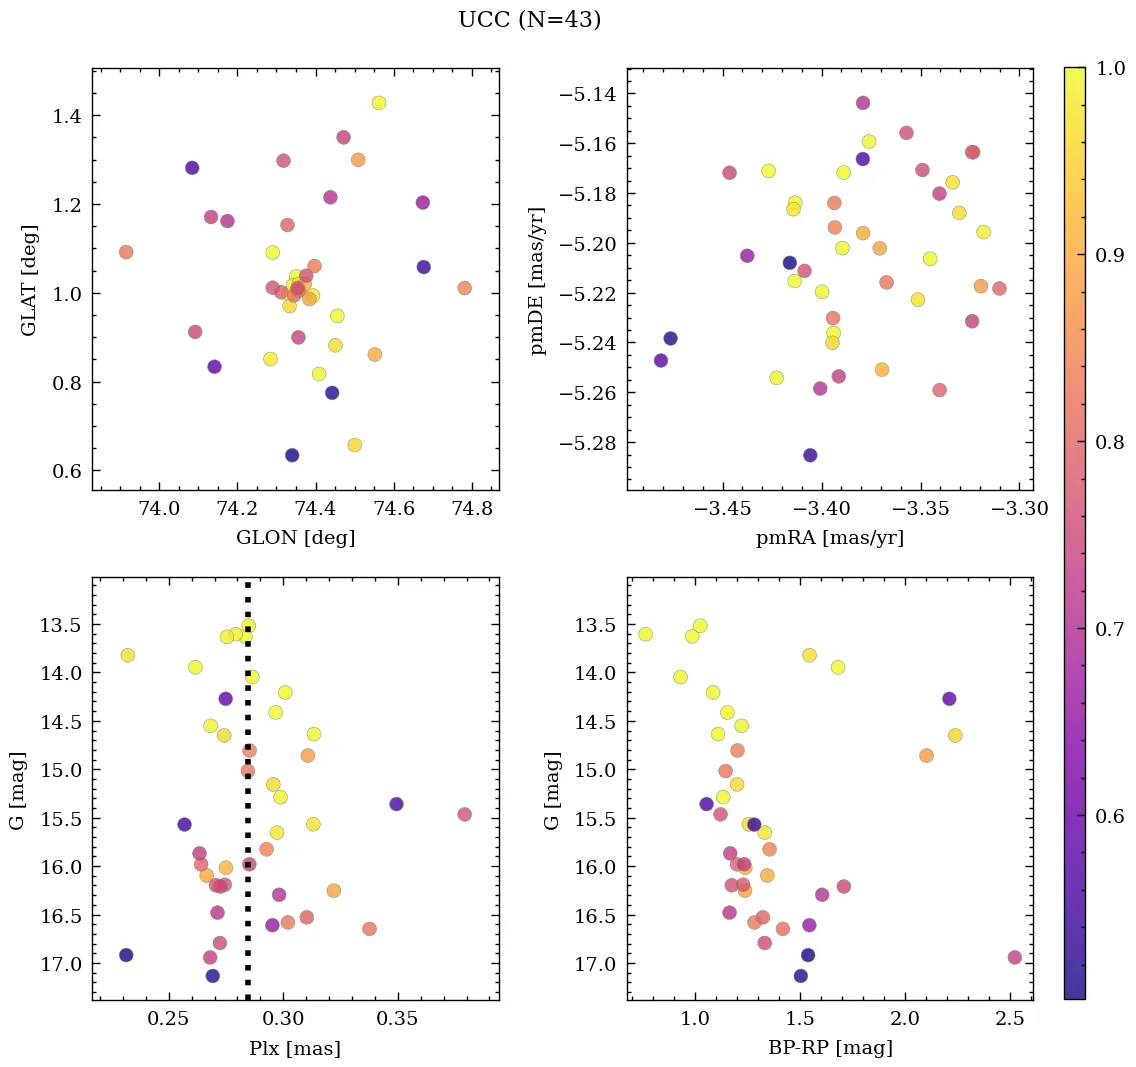 UCC (N=43)
1.4
1.2
1.0
0.8
0.6
GLAT [deg]
74.0 74.2 74.4 74.6 74.8
GLON [deg]
−5.14
−5.16
−5.18
−5.20
−5.22
−5.24
−5.26
−5.28
pmDE [mas/yr]
−3.45 −3.40 −3.35 −3.30
pmRA [mas/yr]
13.5
14.0
14.5
15.0
15.5
16.0
16.5
17.0
G [mag]
0.25 0.30 0.35
Plx [mas]
13.5
14.0
14.5
15.0
15.5
16.0
16.5
17.0
G [mag]
1.0 1.5 2.0 2.5
BP-RP [mag]
1.0
0.9
0.8
0.7
0.6